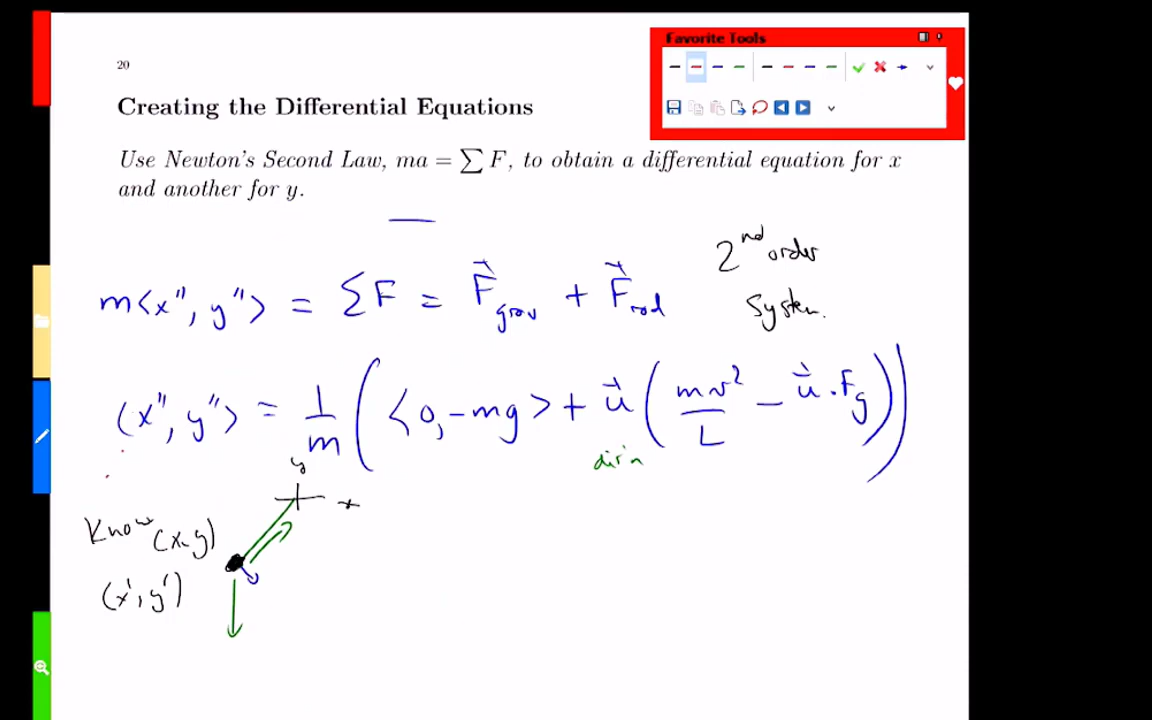 Favorite Tools
20
Creating the Differential Equations
Use Newton's Second Law, ma = ∑ F, to obtain a differential equation for x
and another for y.
2nd order
system.
m<x'', y''> = ΣF = F⃗grav + F⃗rod
<x'', y''> = 1/m ( <0, -mg> + u⃗ ( mv²/L - u⃗ · Fg ) )
dir'n
y
x
Know (x, y)
(x', y')